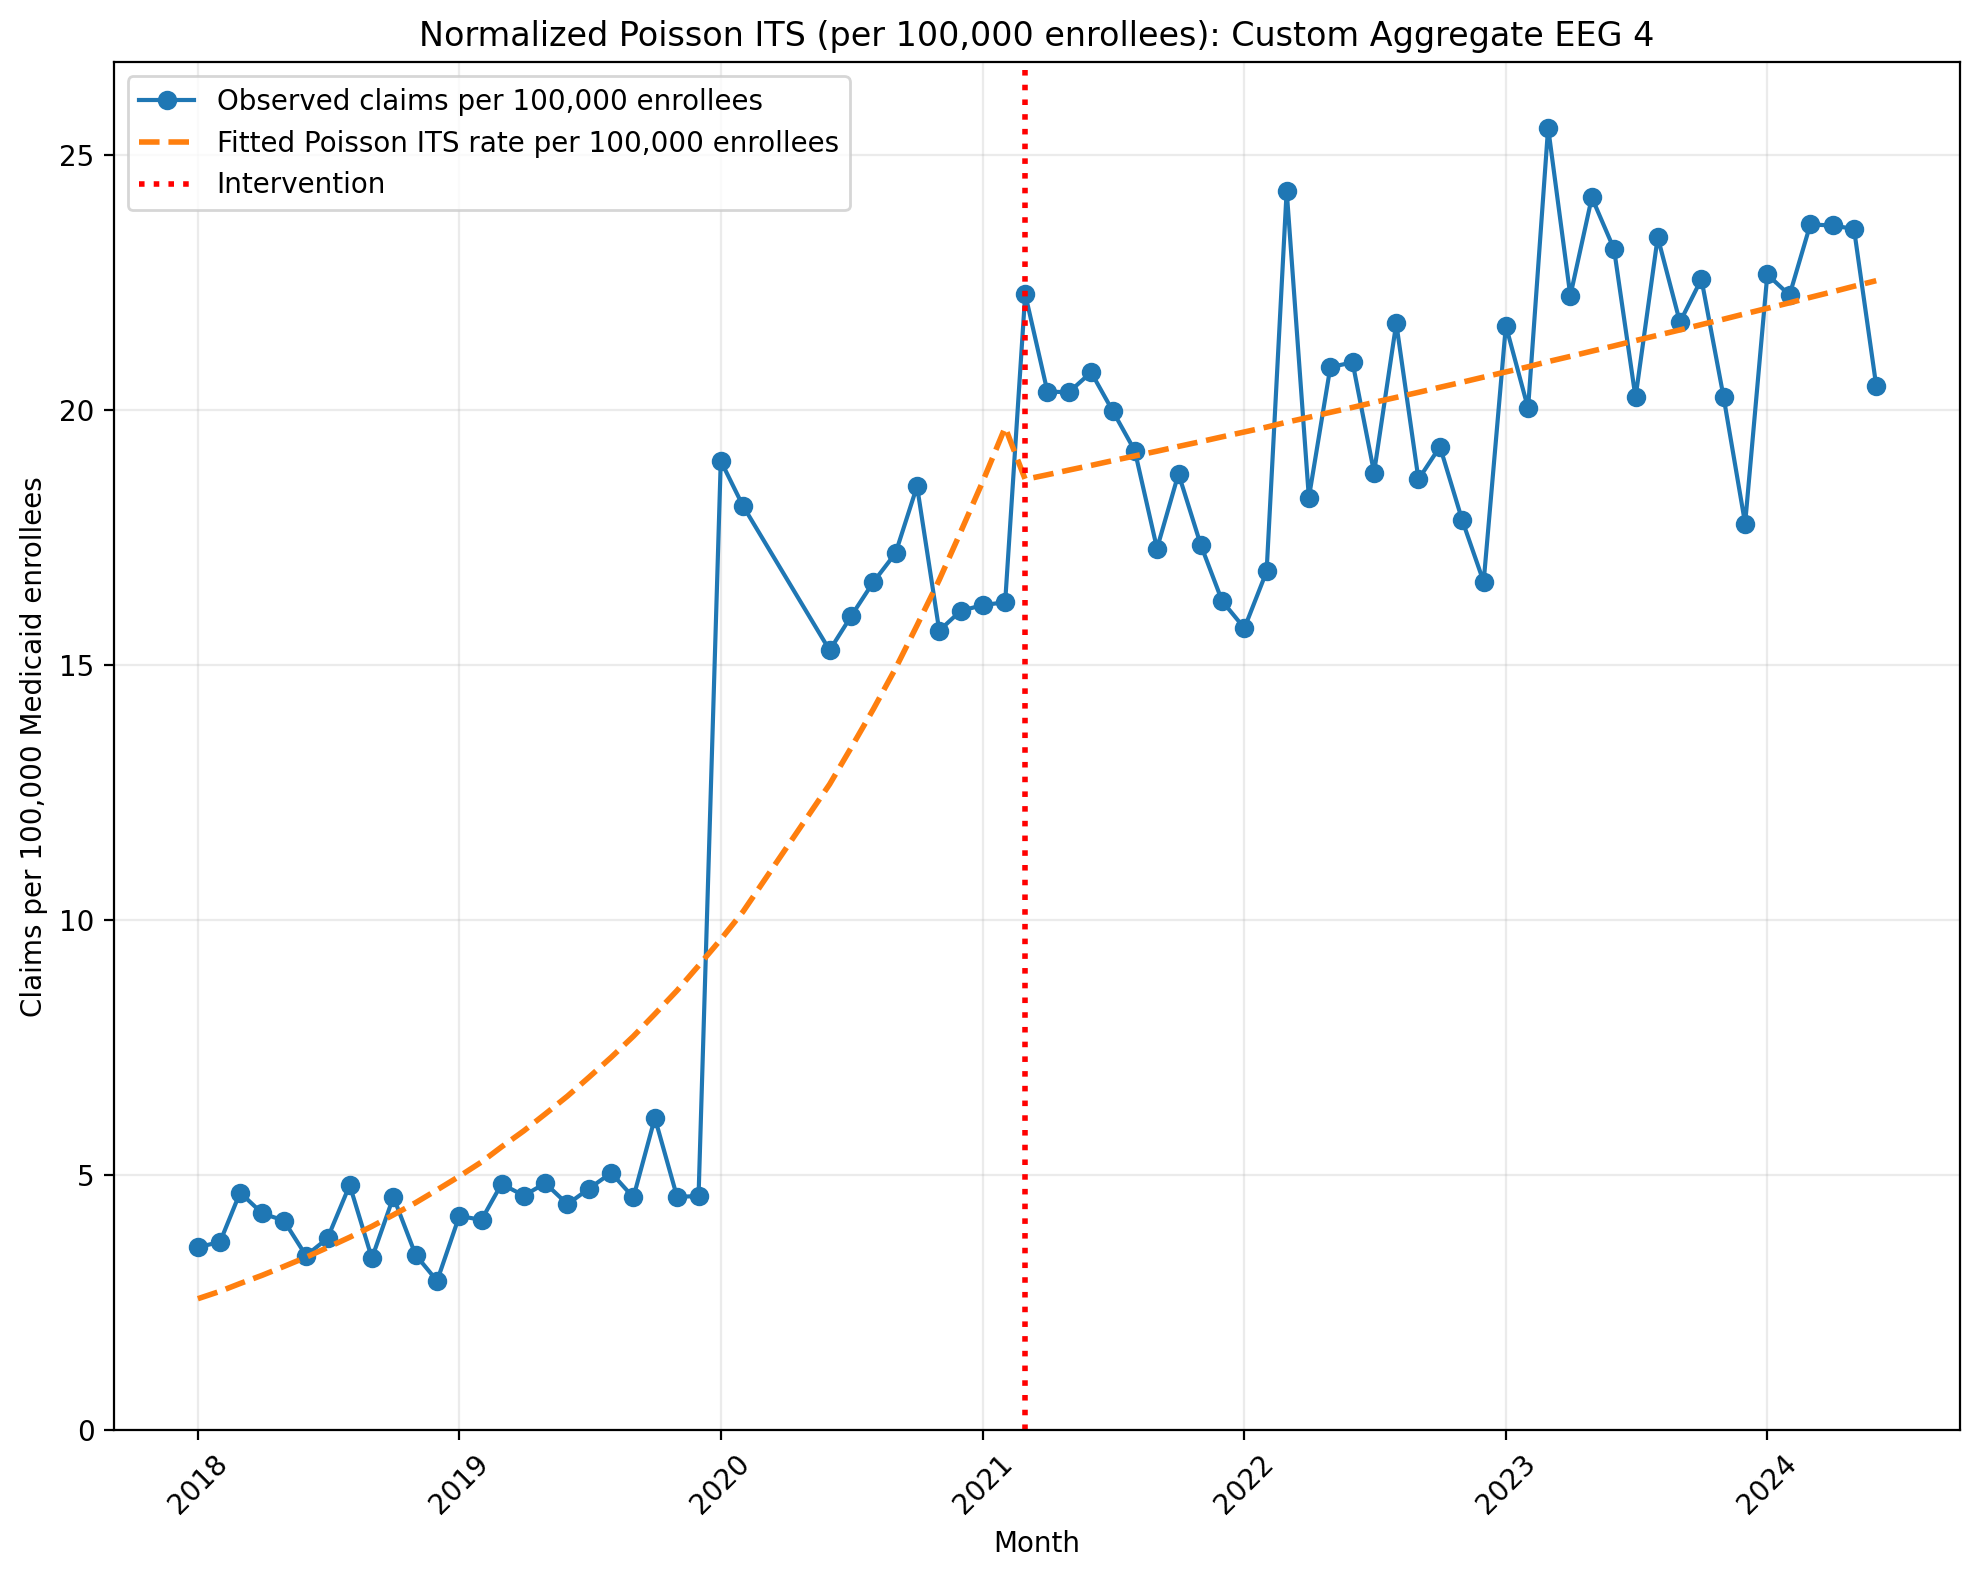 Normalized Poisson ITS (per 100,000 enrollees): Custom Aggregate EEG 4
Observed claims per 100,000 enrollees
Fitted Poisson ITS rate per 100,000 enrollees
Intervention
Claims per 100,000 Medicaid enrollees
25
20
15
10
5
0
2018
2019
2020
2021
2022
2023
2024
Month